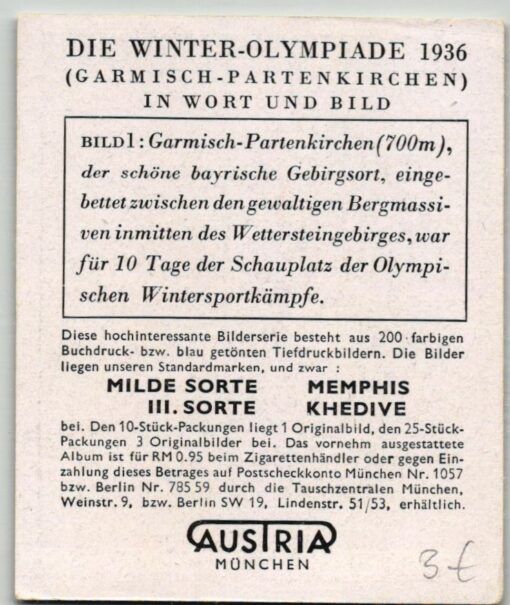 DIE WINTER-OLYMPIADE 1936
(GARMISCH-PARTENKIRCHEN)
IN WORT UND BILD
BILD 1: Garmisch-Partenkirchen (700m),
der schöne bayrische Gebirgsort, einge-
bettet zwischen den gewaltigen Bergmassi-
ven inmitten des Wettersteingebirges, war
für 10 Tage der Schauplatz der Olympi-
schen Wintersportkämpfe.
Diese hochinteressante Bilderserie besteht aus 200 farbigen
Buchdruck- bzw. blau getönten Tiefdruckbildern. Die Bilder
liegen unseren Standardmarken, und zwar :
MILDE SORTE MEMPHIS
III. SORTE KHEDIVE
bei. Den 10-Stück-Packungen liegt 1 Originalbild, den 25-Stück-
Packungen 3 Originalbilder bei. Das vornehm ausgestattete
Album ist für RM 0.95 beim Zigarettenhändler oder gegen Ein-
zahlung dieses Betrages auf Postscheckkonto München Nr. 1057
bzw. Berlin Nr. 785 59 durch die Tauschzentralen München,
Weinstr. 9, bzw. Berlin SW 19, Lindenstr. 51/53, erhältlich.
AUSTRIA
MÜNCHEN
3 €